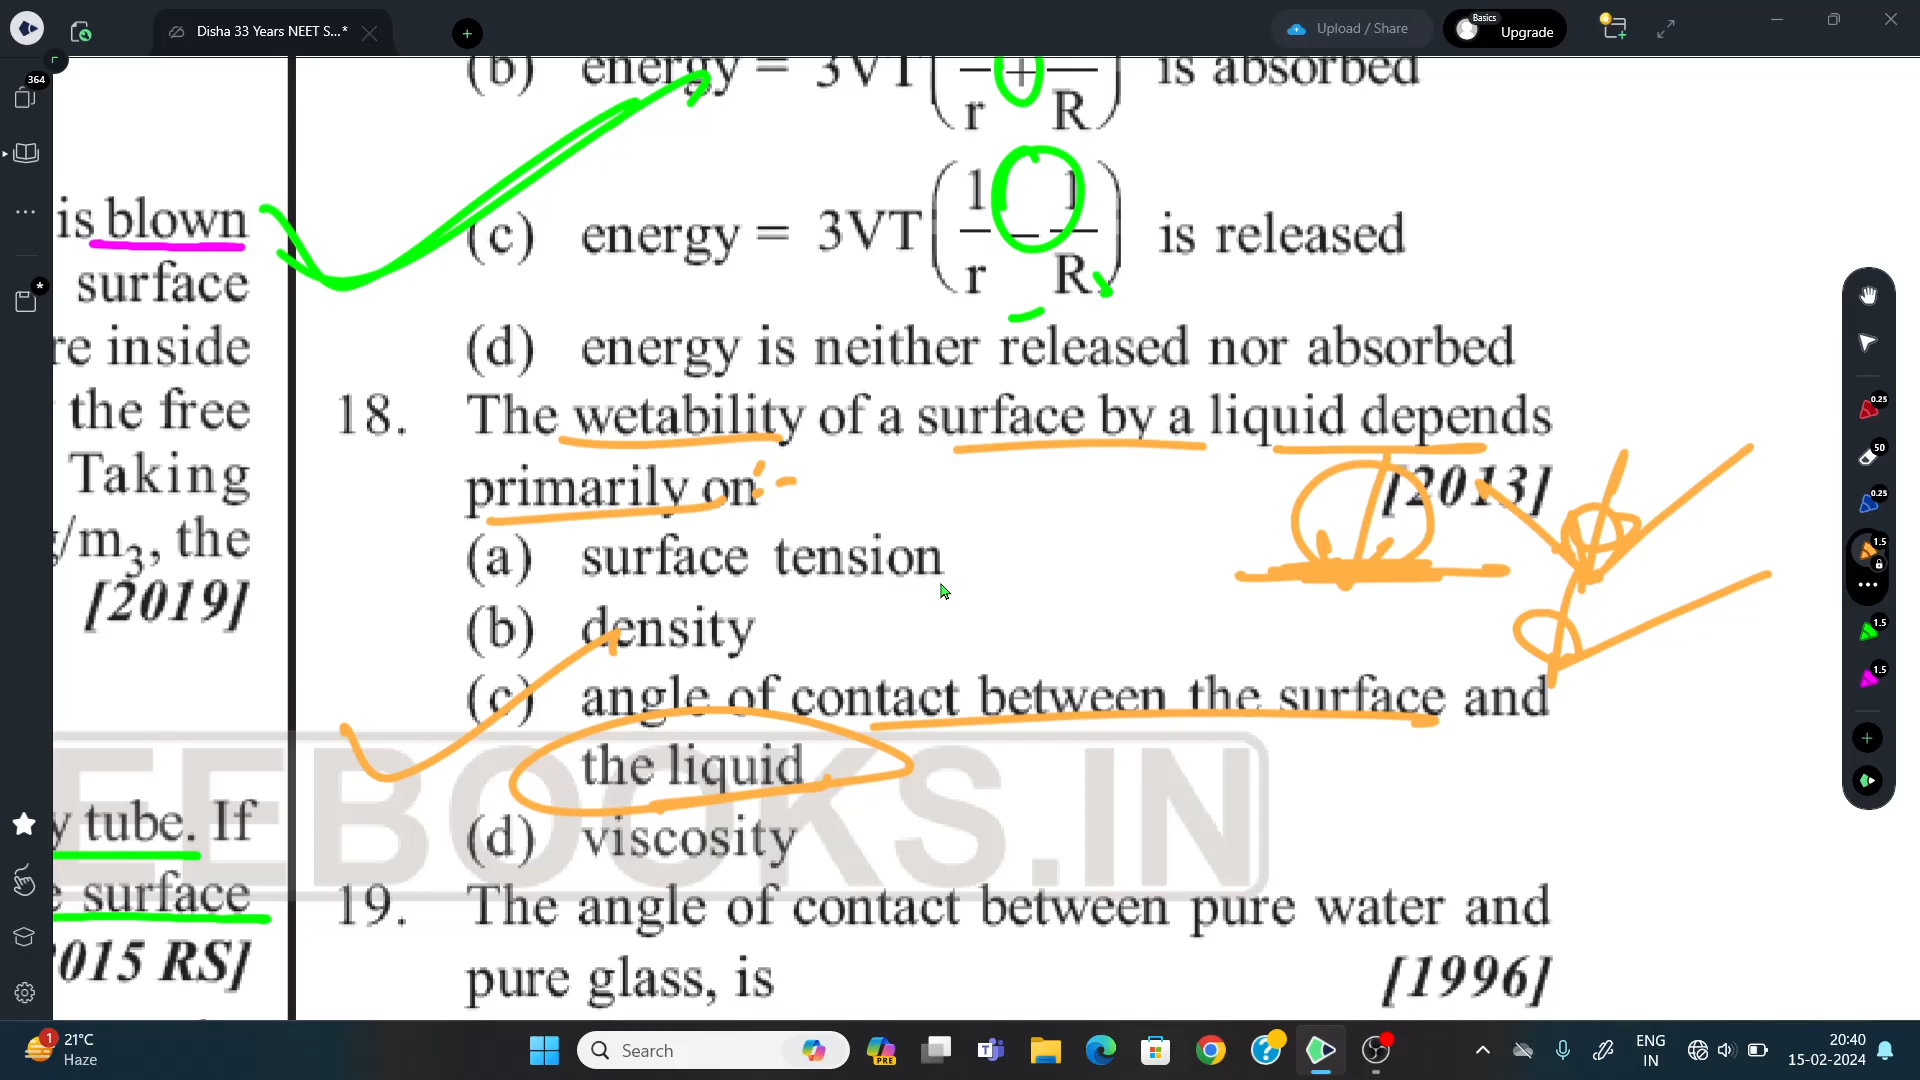 Disha 33 Years NEET S...*
Upload / Share
Basics
Upgrade
364
(b) energy = 3VT(1/r + 1/R) is absorbed
(c) energy = 3VT(1/r − 1/R) is released
(d) energy is neither released nor absorbed
18. The wetability of a surface by a liquid depends
primarily on
[2013]
(a) surface tension
(b) density
(c) angle of contact between the surface and
the liquid
(d) viscosity
19. The angle of contact between pure water and
pure glass, is
[1996]
is blown
surface
re inside
the free
Taking
/m3, the
[2019]
y tube. If
e surface
015 RS]
EEBOOKS.IN
0.25
50
0.25
1.5
1.5
1.5
1
21°C
Haze
Search
PRE
ENG
IN
20:40
15-02-2024